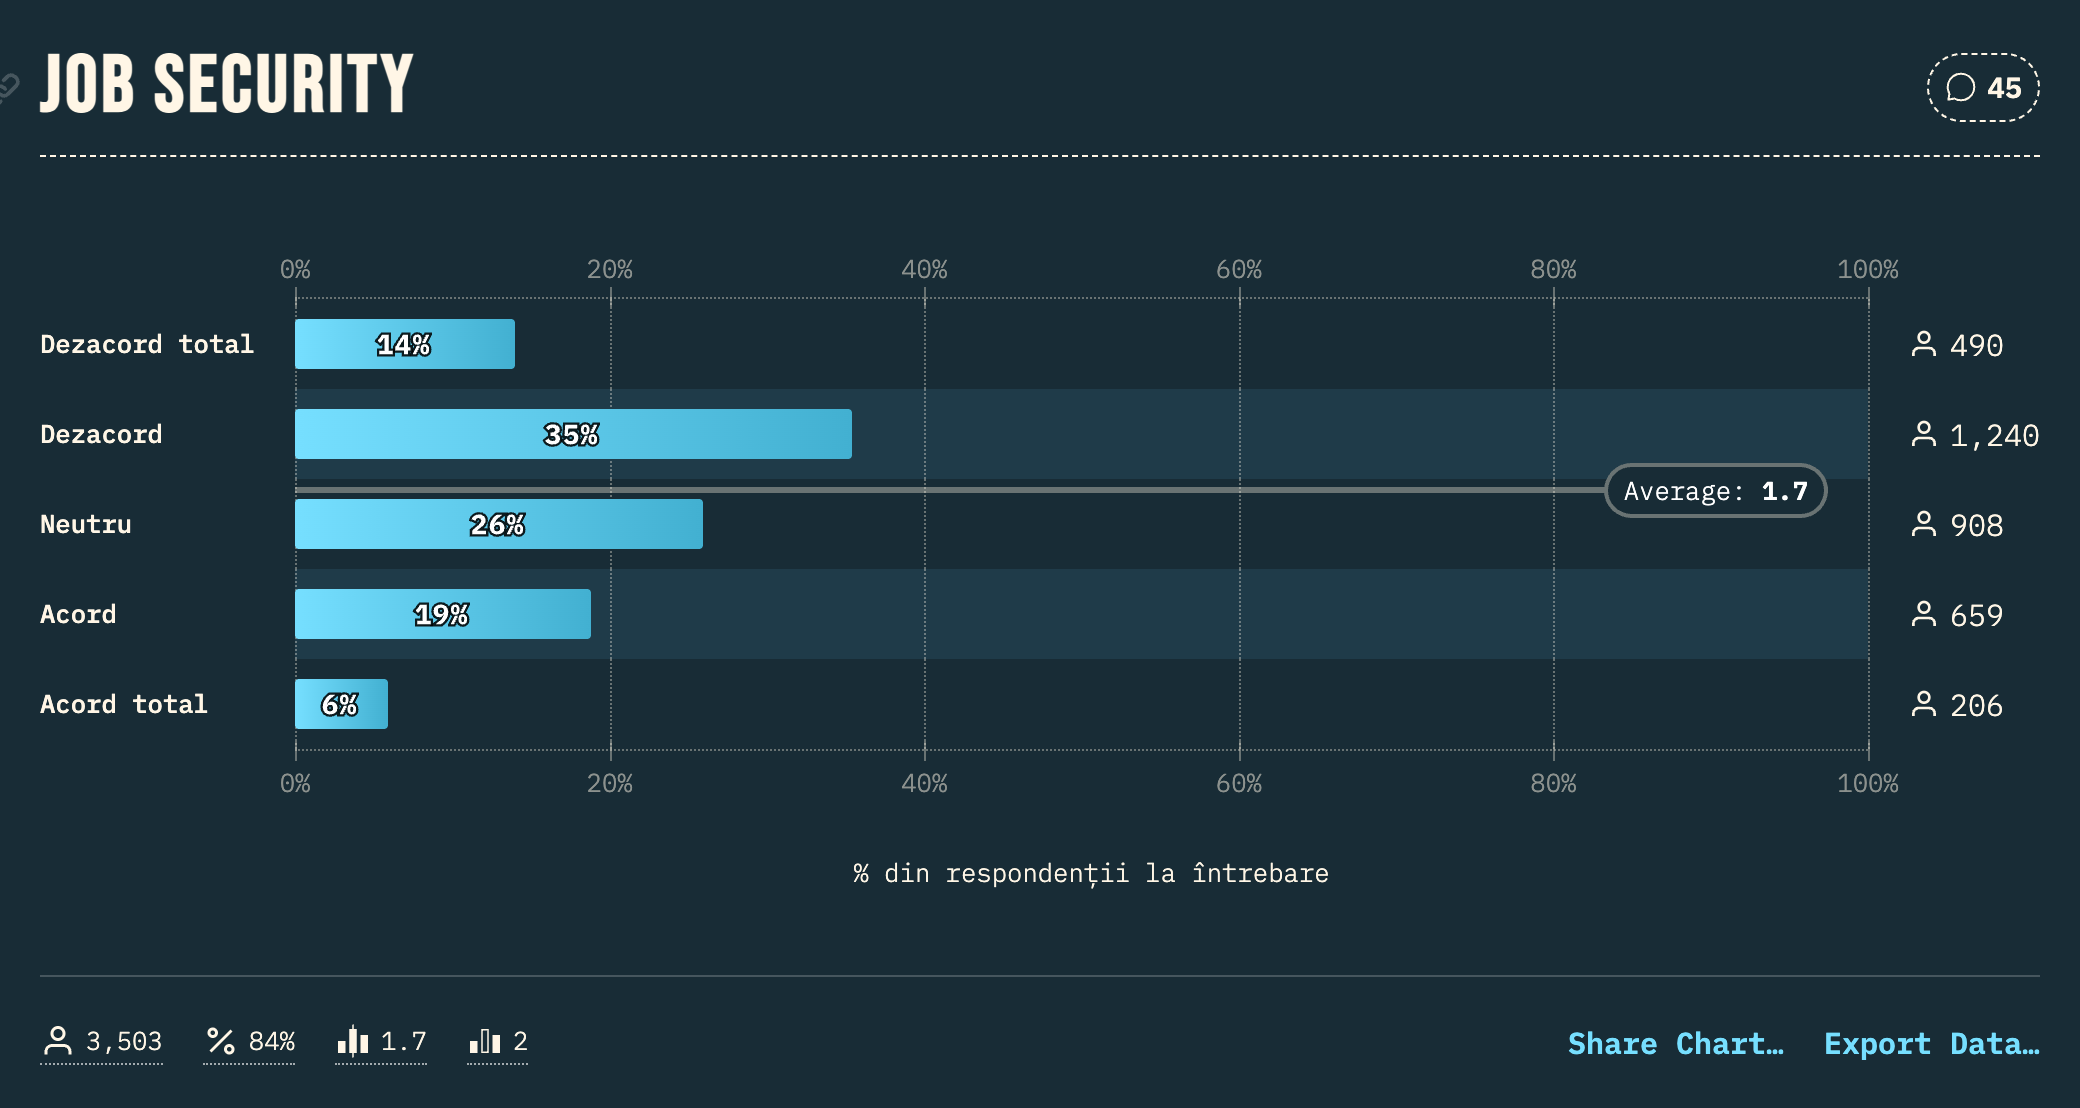 JOB SECURITY
45
0% 20% 40% 60% 80% 100%
Dezacord total 14% 490
Dezacord 35% 1,240
Average: 1.7
Neutru 26% 908
Acord 19% 659
Acord total 6% 206
0% 20% 40% 60% 80% 100%
% din respondenții la întrebare
3,503 84% 1.7 2 Share Chart… Export Data…